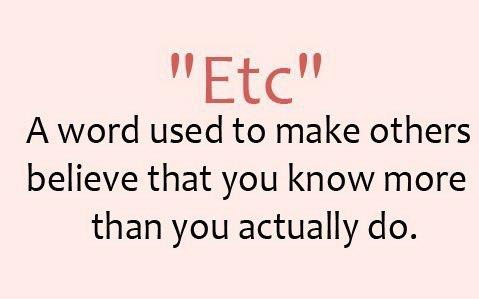 "Etc"
A word used to make others
believe that you know more
than you actually do.